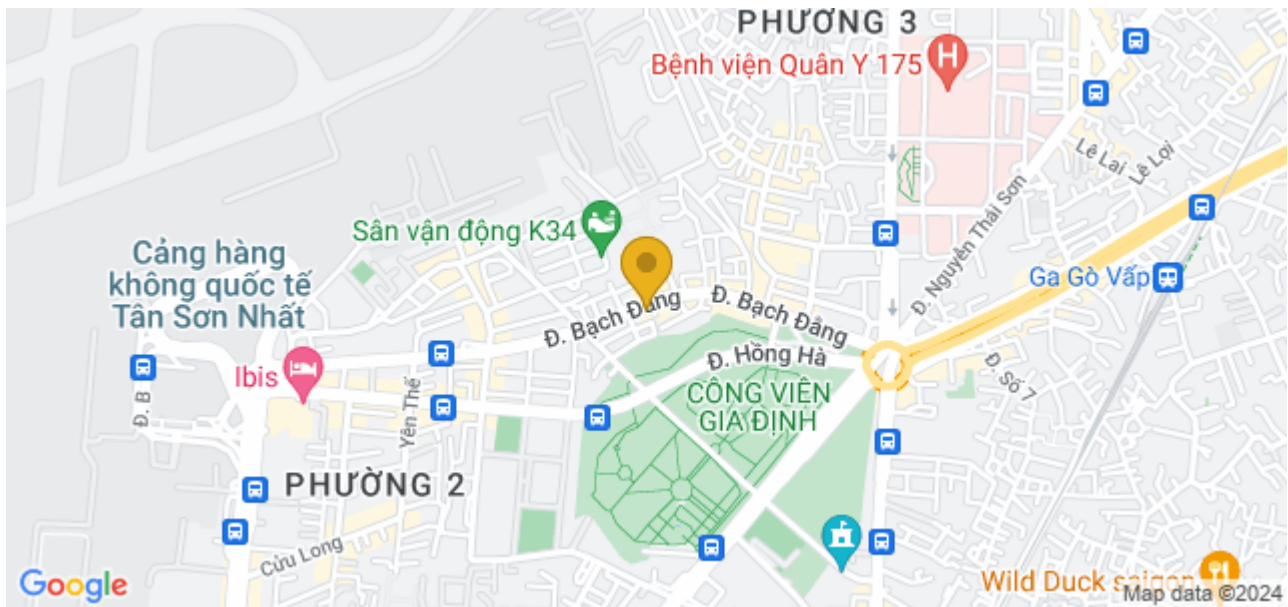 PHƯỜNG 3
Bệnh viện Quân Y 175
H
Lê Lai
Lê Lợi
Đ. Nguyễn Thái Sơn
Sân vận động K34
Cảng hàng
không quốc tế
Tân Sơn Nhất
Ga Gò Vấp
Đ. Bạch Đằng
Đ. Bạch Đằng
Đ. Hồng Hà
Đ. Số 7
Ibis
Đ. B
Yên Thế
CÔNG VIÊN
GIA ĐỊNH
PHƯỜNG 2
Cửu Long
Google
Wild Duck saigon
Map data ©2024